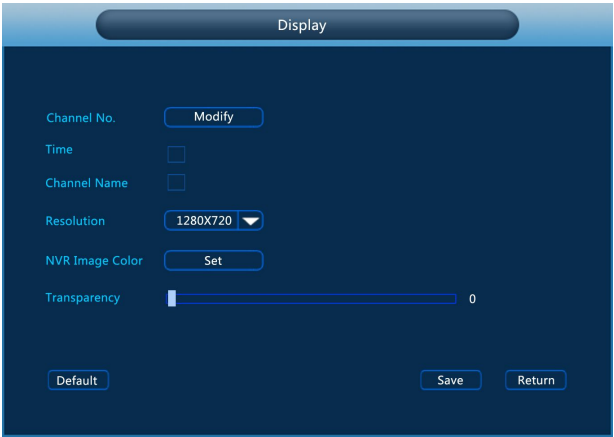 Display
Channel No. Modify
Time
Channel Name
Resolution 1280X720
NVR Image Color Set
Transparency 0
Default Save Return